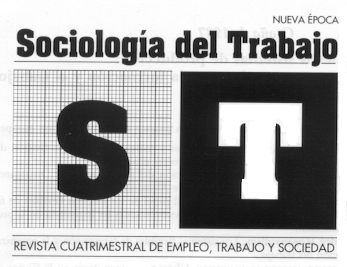 NUEVA ÉPOCA
Sociología del Trabajo
S T
REVISTA CUATRIMESTRAL DE EMPLEO, TRABAJO Y SOCIEDAD